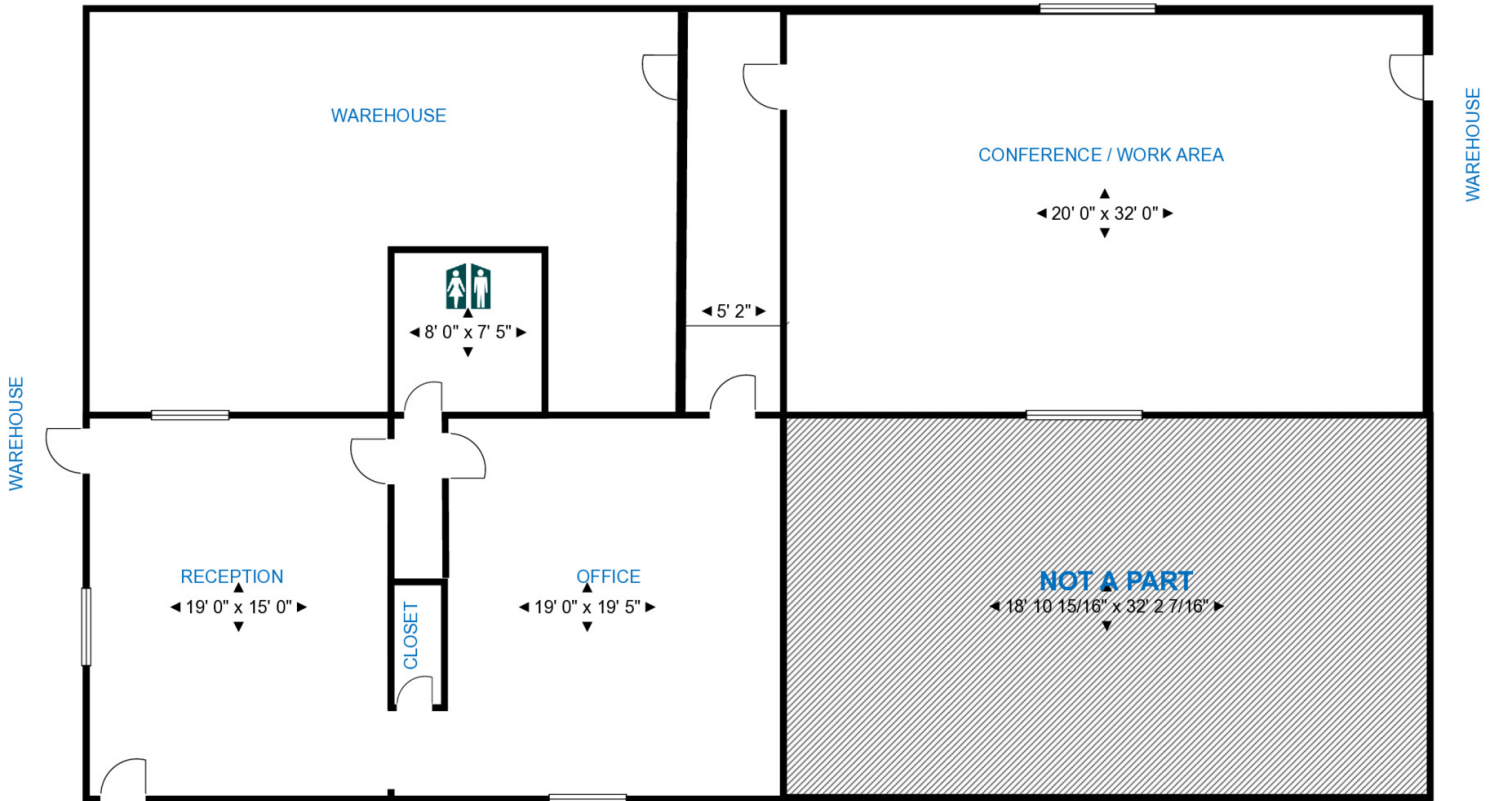 WAREHOUSE
CONFERENCE / WORK AREA
20' 0" x 32' 0"
WAREHOUSE
8' 0" x 7' 5"
5' 2"
WAREHOUSE
RECEPTION
19' 0" x 15' 0"
CLOSET
OFFICE
19' 0" x 19' 5"
NOT A PART
18' 10 15/16" x 32' 2 7/16"